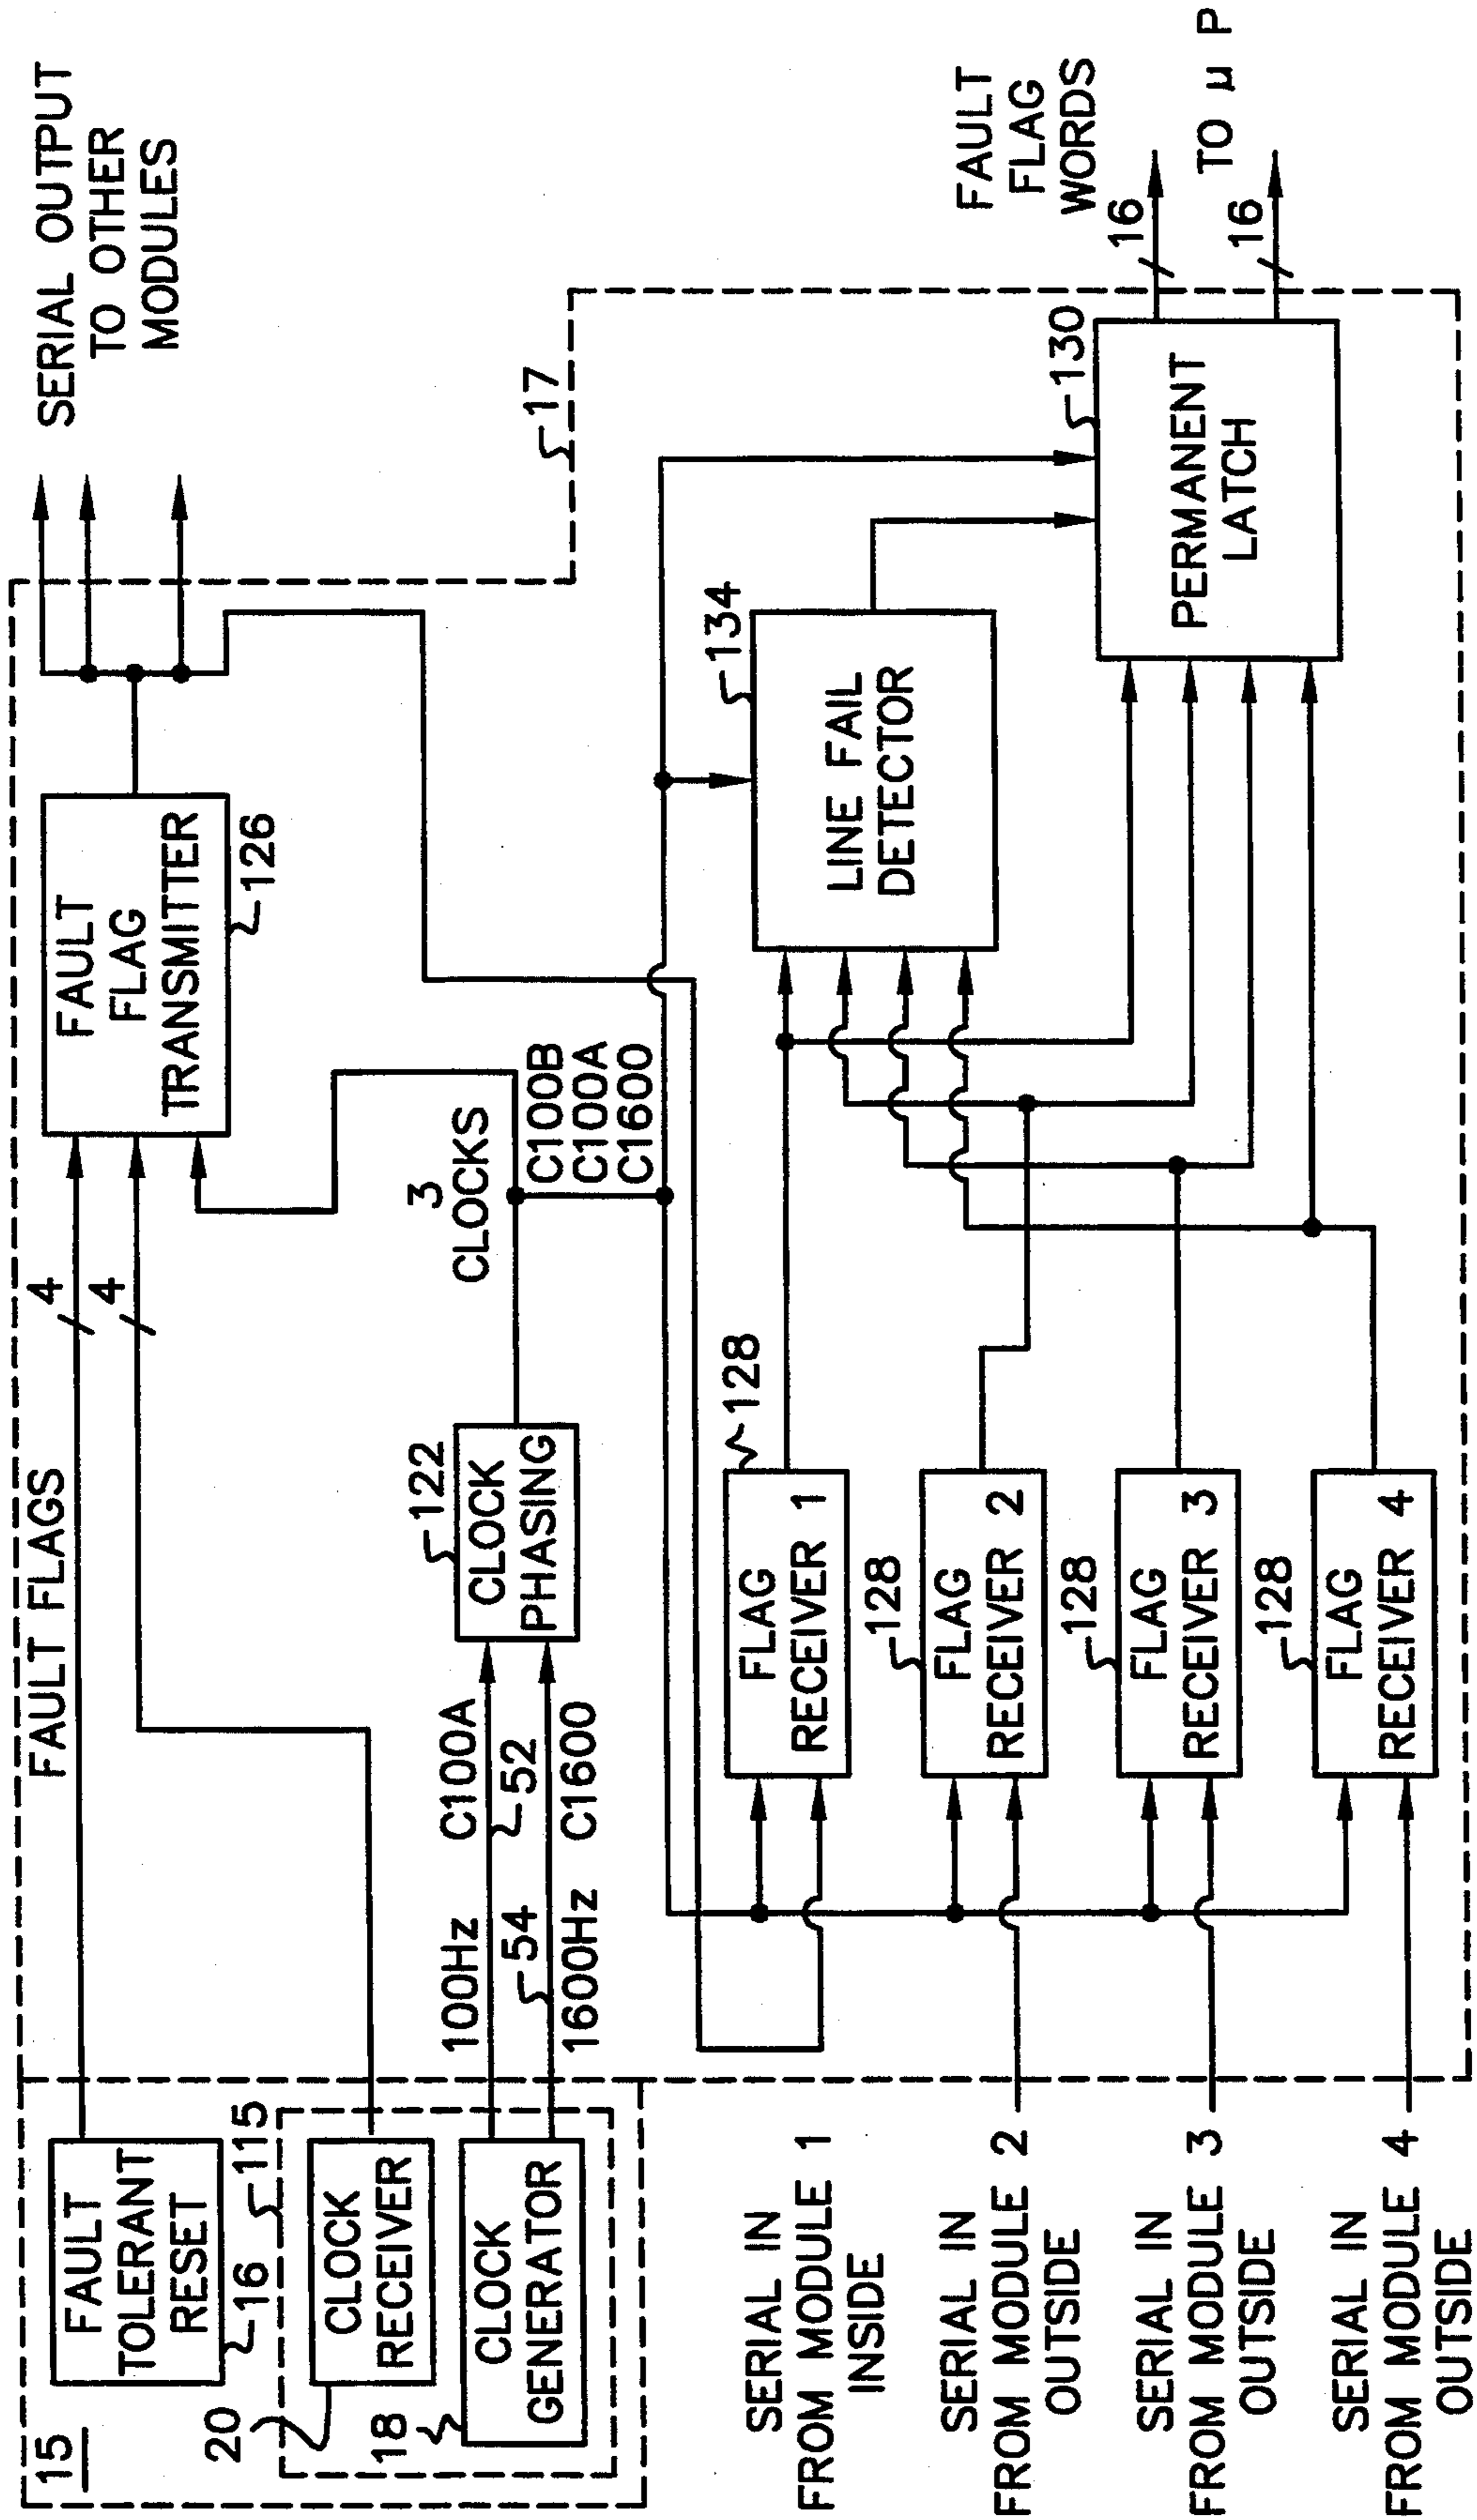 15
FAULT
TOLERANT
RESET
16
115
20
CLOCK
RECEIVER
18
CLOCK
GENERATOR
FAULT FLAGS
4
4
100Hz C100A
52
54
1600Hz C1600
122
CLOCK
PHASING
3
CLOCKS
C100B
C100A
C1600
FAULT
FLAG
TRANSMITTER
126
SERIAL OUTPUT
TO OTHER
MODULES
17
SERIAL IN
FROM MODULE 1
INSIDE
128
FLAG
RECEIVER 1
SERIAL IN
FROM MODULE 2
OUTSIDE
128
FLAG
RECEIVER 2
SERIAL IN
FROM MODULE 3
OUTSIDE
128
FLAG
RECEIVER 3
SERIAL IN
FROM MODULE 4
OUTSIDE
128
FLAG
RECEIVER 4
134
LINE FAIL
DETECTOR
130
PERMANENT
LATCH
FAULT
FLAG
WORDS
16
TO μ P
16